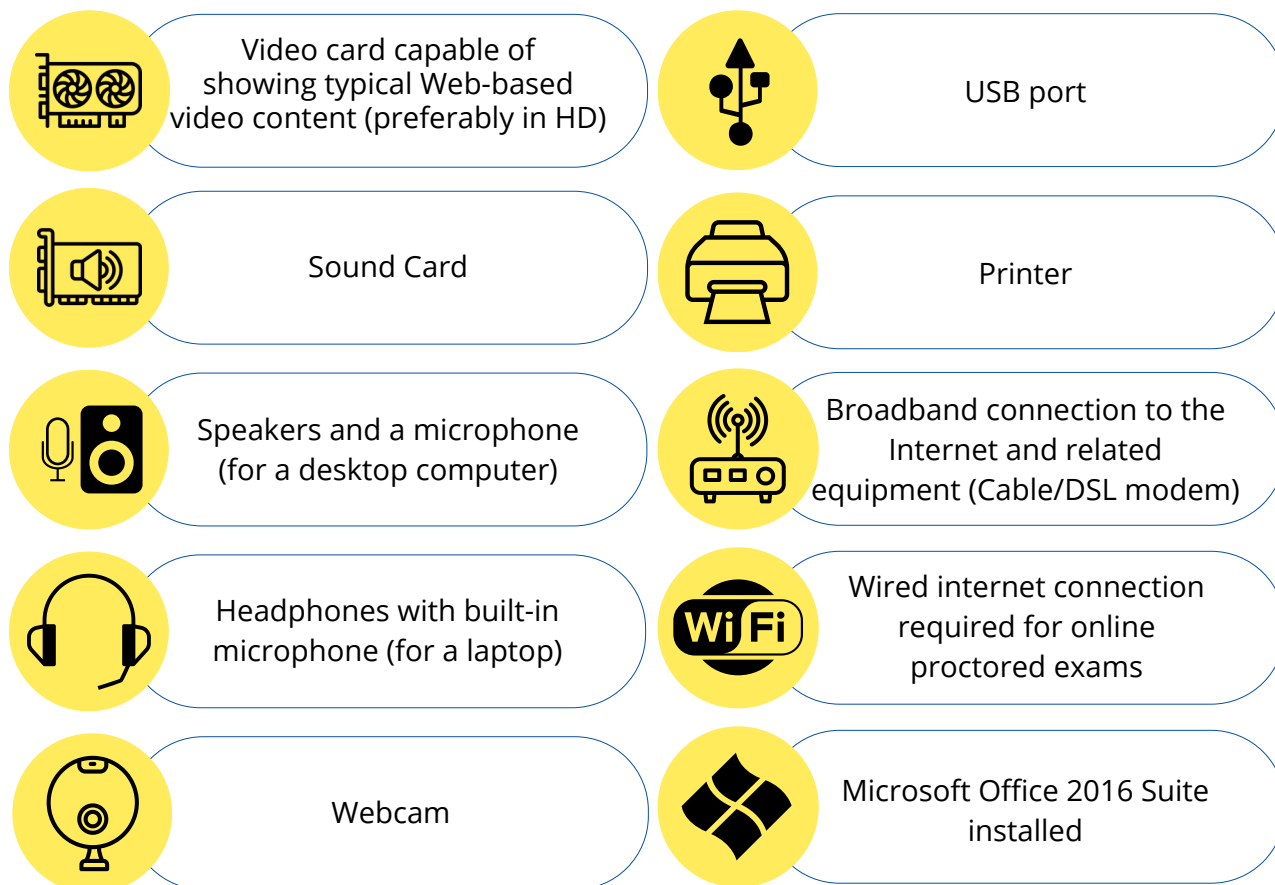 Video card capable of
showing typical Web-based
video content (preferably in HD)
USB port
Sound Card
Printer
Speakers and a microphone
(for a desktop computer)
Broadband connection to the
Internet and related
equipment (Cable/DSL modem)
Headphones with built-in
microphone (for a laptop)
WiFi
Wired internet connection
required for online
proctored exams
Webcam
Microsoft Office 2016 Suite
installed